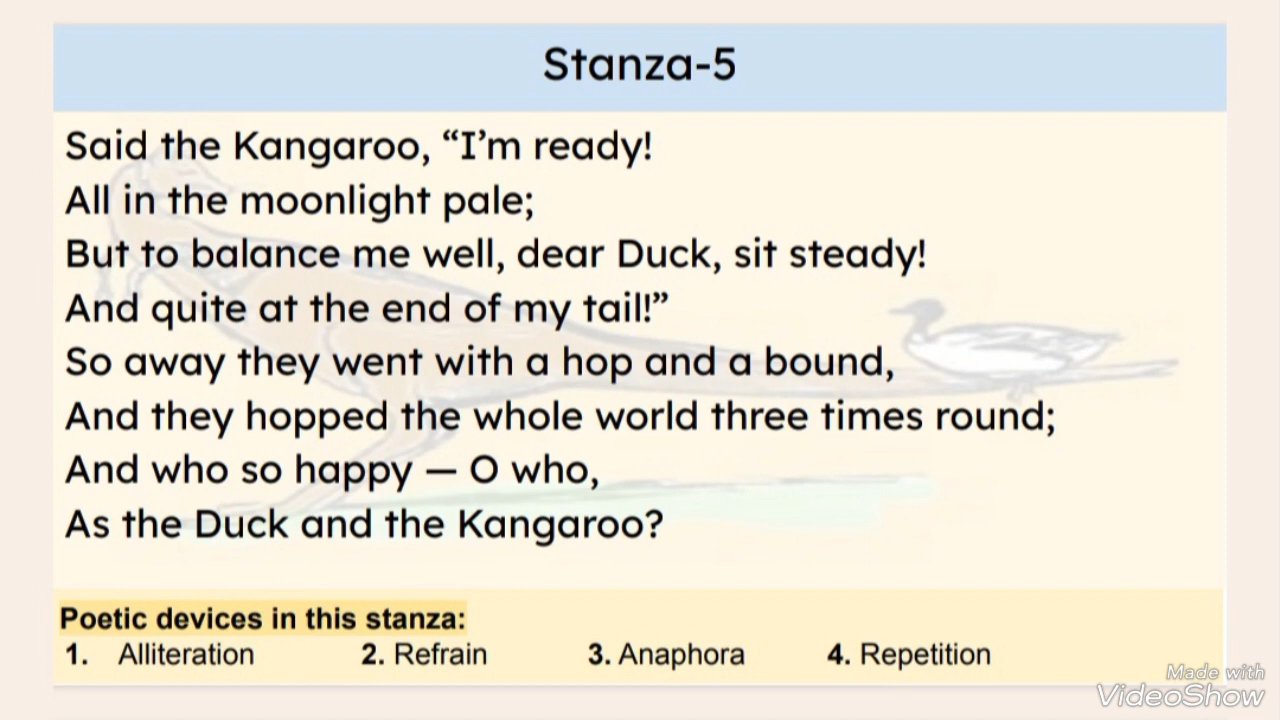 Stanza-5
Said the Kangaroo, “I’m ready!
All in the moonlight pale;
But to balance me well, dear Duck, sit steady!
And quite at the end of my tail!”
So away they went with a hop and a bound,
And they hopped the whole world three times round;
And who so happy — O who,
As the Duck and the Kangaroo?
Poetic devices in this stanza:
1. Alliteration 2. Refrain 3. Anaphora 4. Repetition
Made with
VideoShow